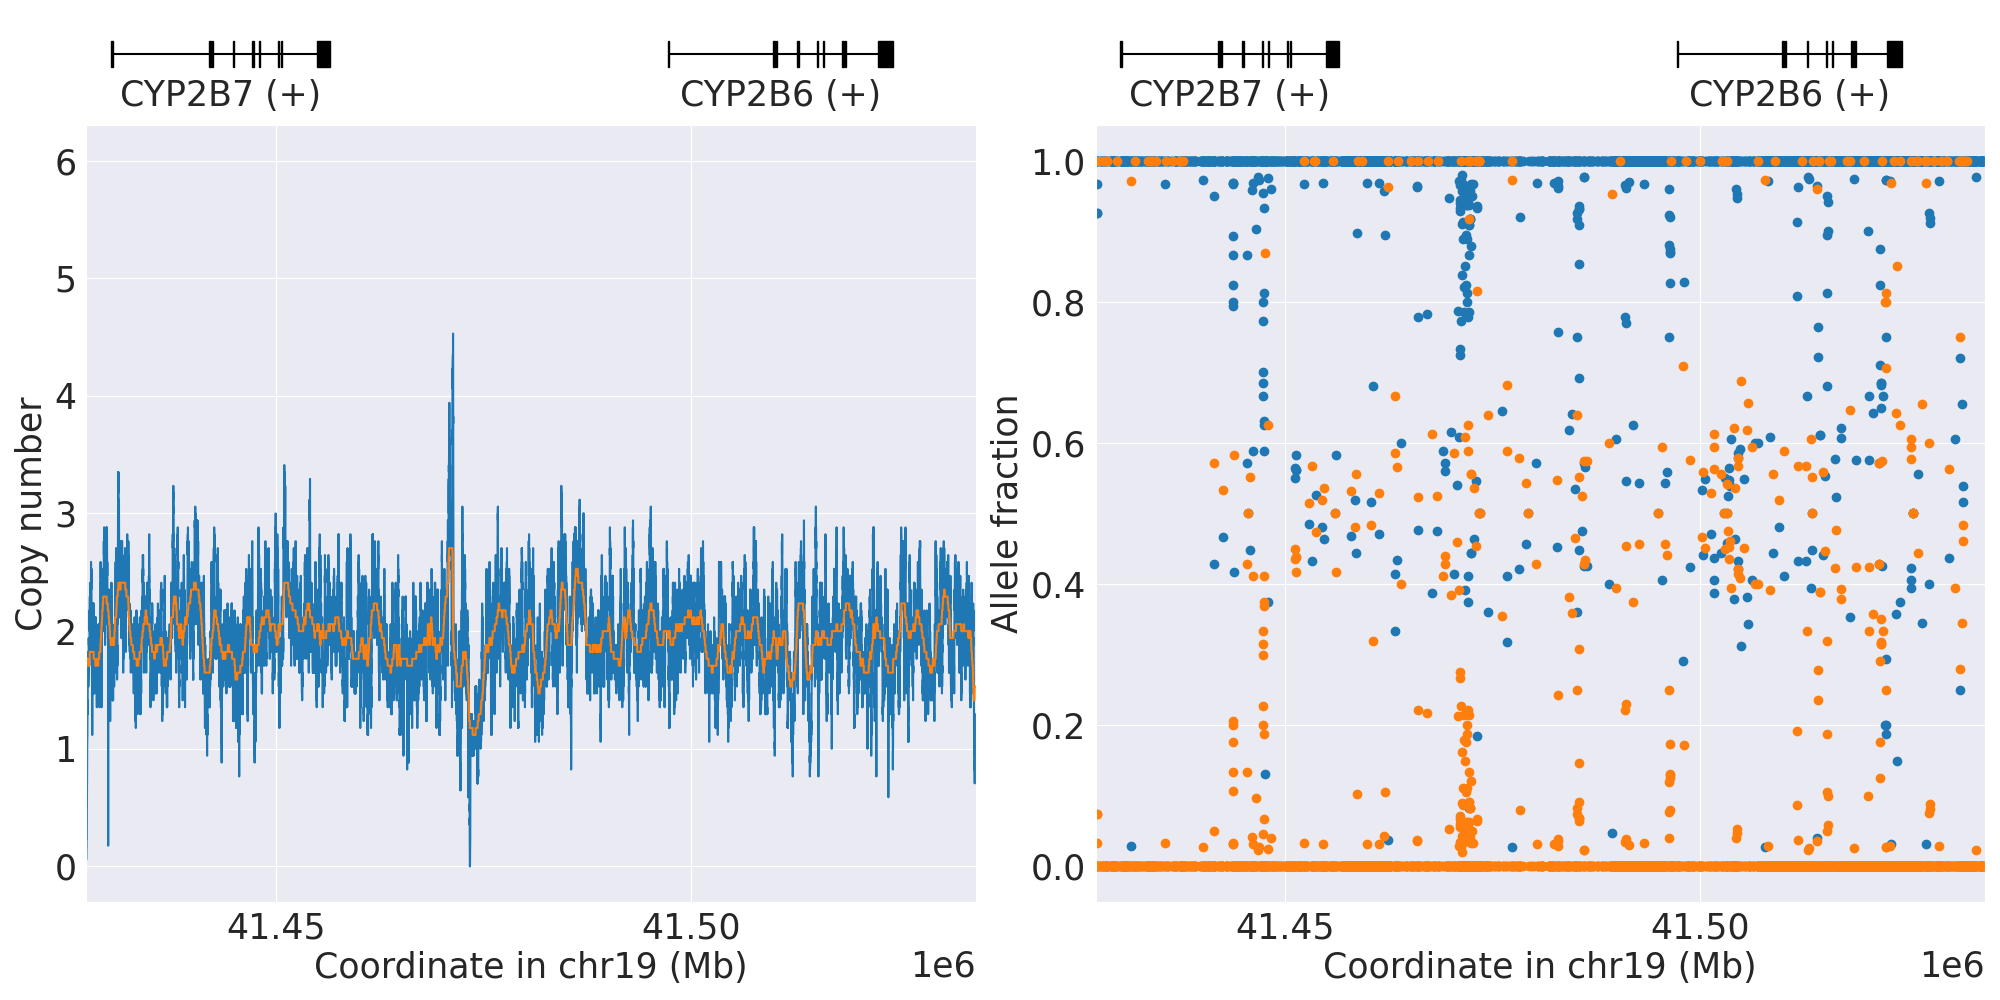 CYP2B7 (+) CYP2B6 (+)
6
5
4
3
2
1
0
Copy number
41.45 41.50
Coordinate in chr19 (Mb) 1e6
CYP2B7 (+) CYP2B6 (+)
1.0
0.8
0.6
0.4
0.2
0.0
Allele fraction
41.45 41.50
Coordinate in chr19 (Mb) 1e6